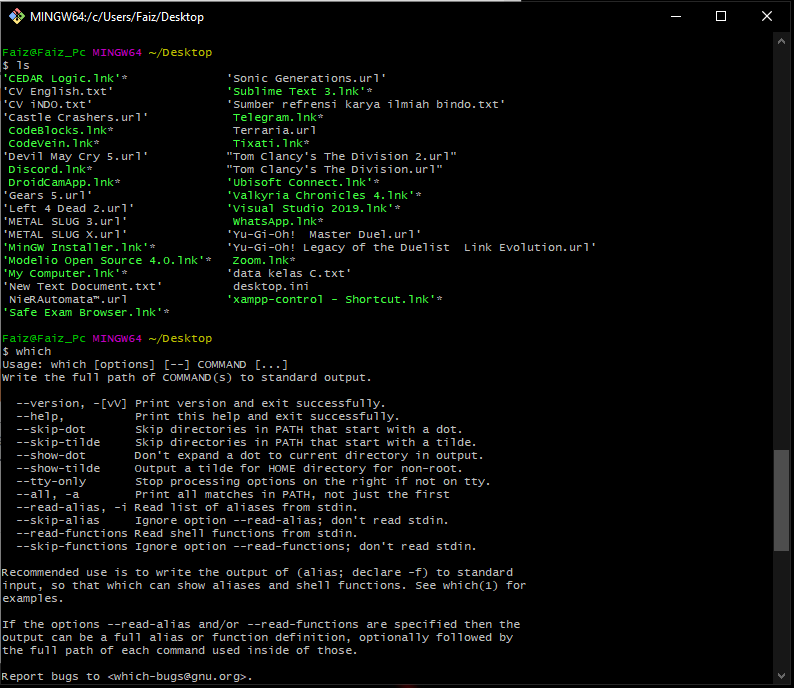 MINGW64:/c/Users/Faiz/Desktop
Faiz@Faiz_Pc MINGW64 ~/Desktop
$ ls
'CEDAR Logic.lnk'* 'Sonic Generations.url'
'CV English.txt' 'Sublime Text 3.lnk'*
'CV iNDO.txt' 'Sumber refrensi karya ilmiah bindo.txt'
'Castle Crashers.url' Telegram.lnk*
CodeBlocks.lnk* Terraria.url
CodeVein.lnk* Tixati.lnk*
'Devil May Cry 5.url' "Tom Clancy's The Division 2.url"
Discord.lnk* "Tom Clancy's The Division.url"
DroidCamApp.lnk* 'Ubisoft Connect.lnk'*
'Gears 5.url' 'Valkyria Chronicles 4.lnk'*
'Left 4 Dead 2.url' 'Visual Studio 2019.lnk'*
'METAL SLUG 3.url' WhatsApp.lnk*
'METAL SLUG X.url' 'Yu-Gi-Oh!  Master Duel.url'
'MinGW Installer.lnk'* 'Yu-Gi-Oh! Legacy of the Duelist  Link Evolution.url'
'Modelio Open Source 4.0.lnk'* Zoom.lnk*
'My Computer.lnk'* 'data kelas C.txt'
'New Text Document.txt' desktop.ini
NieRAutomata™.url 'xampp-control - Shortcut.lnk'*
'Safe Exam Browser.lnk'*
Faiz@Faiz_Pc MINGW64 ~/Desktop
$ which
Usage: which [options] [--] COMMAND [...]
Write the full path of COMMAND(s) to standard output.
--version, -[vV] Print version and exit successfully.
--help, Print this help and exit successfully.
--skip-dot Skip directories in PATH that start with a dot.
--skip-tilde Skip directories in PATH that start with a tilde.
--show-dot Don't expand a dot to current directory in output.
--show-tilde Output a tilde for HOME directory for non-root.
--tty-only Stop processing options on the right if not on tty.
--all, -a Print all matches in PATH, not just the first
--read-alias, -i Read list of aliases from stdin.
--skip-alias Ignore option --read-alias; don't read stdin.
--read-functions Read shell functions from stdin.
--skip-functions Ignore option --read-functions; don't read stdin.
Recommended use is to write the output of (alias; declare -f) to standard
input, so that which can show aliases and shell functions. See which(1) for
examples.
If the options --read-alias and/or --read-functions are specified then the
output can be a full alias or function definition, optionally followed by
the full path of each command used inside of those.
Report bugs to <which-bugs@gnu.org>.